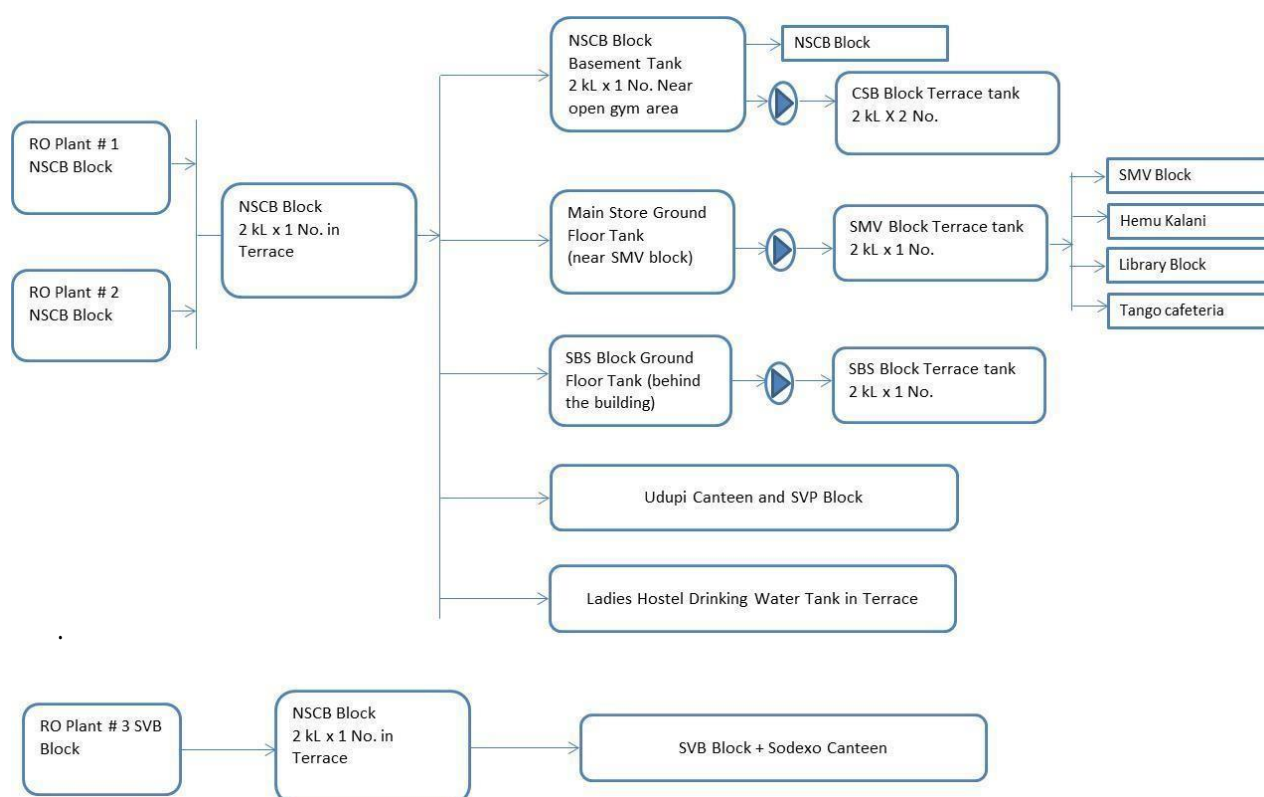 RO Plant # 1
NSCB Block
RO Plant # 2
NSCB Block
NSCB Block
2 kL x 1 No. in
Terrace
NSCB Block
Basement Tank
2 kL x 1 No. Near
open gym area
NSCB Block
CSB Block Terrace tank
2 kL X 2 No.
Main Store Ground
Floor Tank
(near SMV block)
SMV Block Terrace tank
2 kL x 1 No.
SMV Block
Hemu Kalani
Library Block
Tango cafeteria
SBS Block Ground
Floor Tank (behind
the building)
SBS Block Terrace tank
2 kL x 1 No.
Udupi Canteen and SVP Block
Ladies Hostel Drinking Water Tank in Terrace
.
RO Plant # 3 SVB
Block
NSCB Block
2 kL x 1 No. in
Terrace
SVB Block + Sodexo Canteen